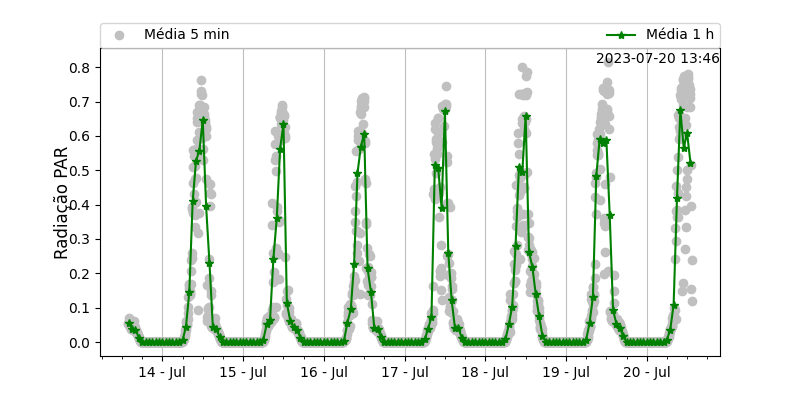 Média 5 min
Média 1 h
2023-07-20 13:46
Radiação PAR
0.8
0.7
0.6
0.5
0.4
0.3
0.2
0.1
0.0
14 - Jul
15 - Jul
16 - Jul
17 - Jul
18 - Jul
19 - Jul
20 - Jul